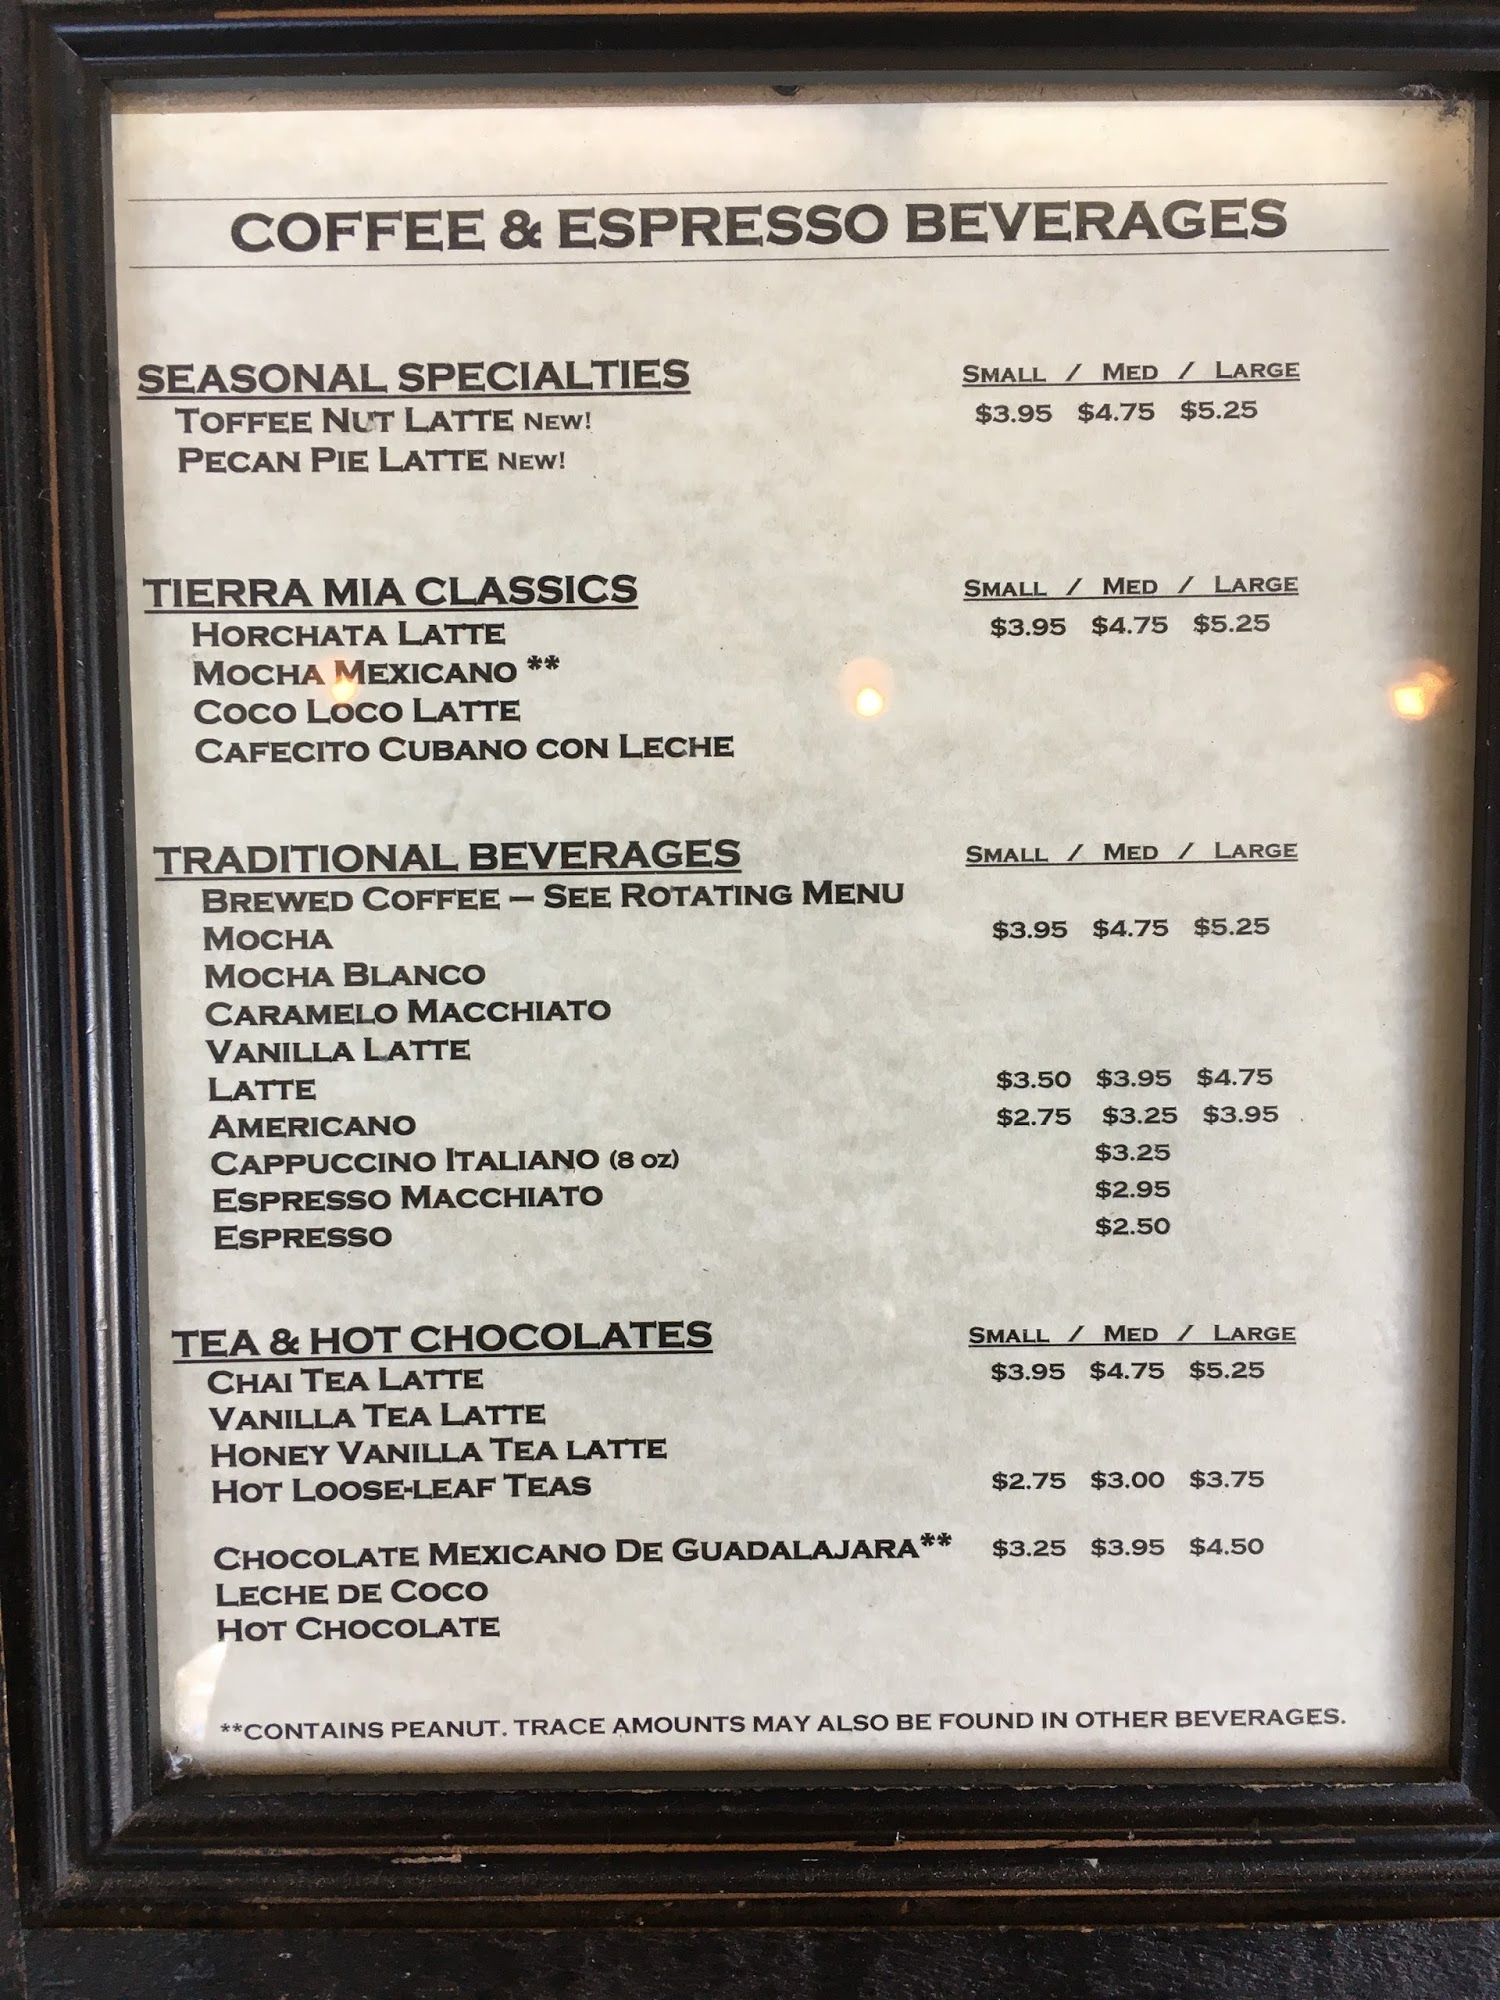 COFFEE & ESPRESSO BEVERAGES
SEASONAL SPECIALTIES SMALL / MED / LARGE
TOFFEE NUT LATTE NEW! $3.95 $4.75 $5.25
PECAN PIE LATTE NEW!
TIERRA MIA CLASSICS SMALL / MED / LARGE
HORCHATA LATTE $3.95 $4.75 $5.25
MOCHA MEXICANO **
COCO LOCO LATTE
CAFECITO CUBANO CON LECHE
TRADITIONAL BEVERAGES SMALL / MED / LARGE
BREWED COFFEE – SEE ROTATING MENU
MOCHA $3.95 $4.75 $5.25
MOCHA BLANCO
CARAMELO MACCHIATO
VANILLA LATTE
LATTE $3.50 $3.95 $4.75
AMERICANO $2.75 $3.25 $3.95
CAPPUCCINO ITALIANO (8 OZ) $3.25
ESPRESSO MACCHIATO $2.95
ESPRESSO $2.50
TEA & HOT CHOCOLATES SMALL / MED / LARGE
CHAI TEA LATTE $3.95 $4.75 $5.25
VANILLA TEA LATTE
HONEY VANILLA TEA LATTE
HOT LOOSE-LEAF TEAS $2.75 $3.00 $3.75
CHOCOLATE MEXICANO DE GUADALAJARA** $3.25 $3.95 $4.50
LECHE DE COCO
HOT CHOCOLATE
**CONTAINS PEANUT. TRACE AMOUNTS MAY ALSO BE FOUND IN OTHER BEVERAGES.